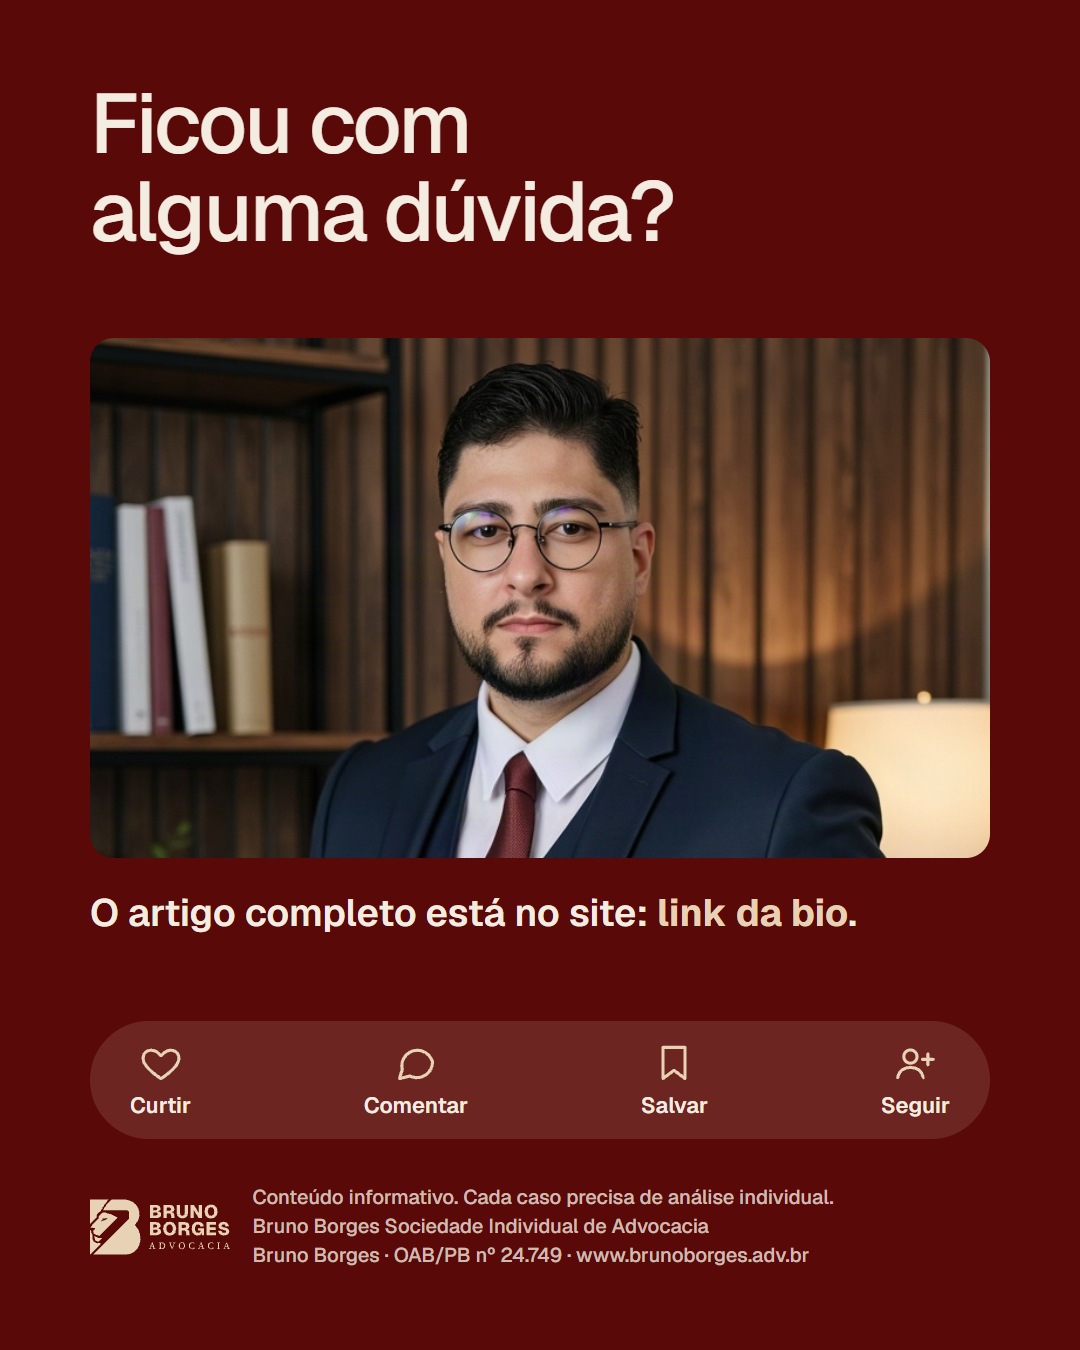 Ficou com
alguma dúvida?
O artigo completo está no site: link da bio.
Curtir
Comentar
Salvar
Seguir
BRUNO
BORGES
ADVOCACIA
Conteúdo informativo. Cada caso precisa de análise individual.
Bruno Borges Sociedade Individual de Advocacia
Bruno Borges · OAB/PB nº 24.749 · www.brunoborges.adv.br